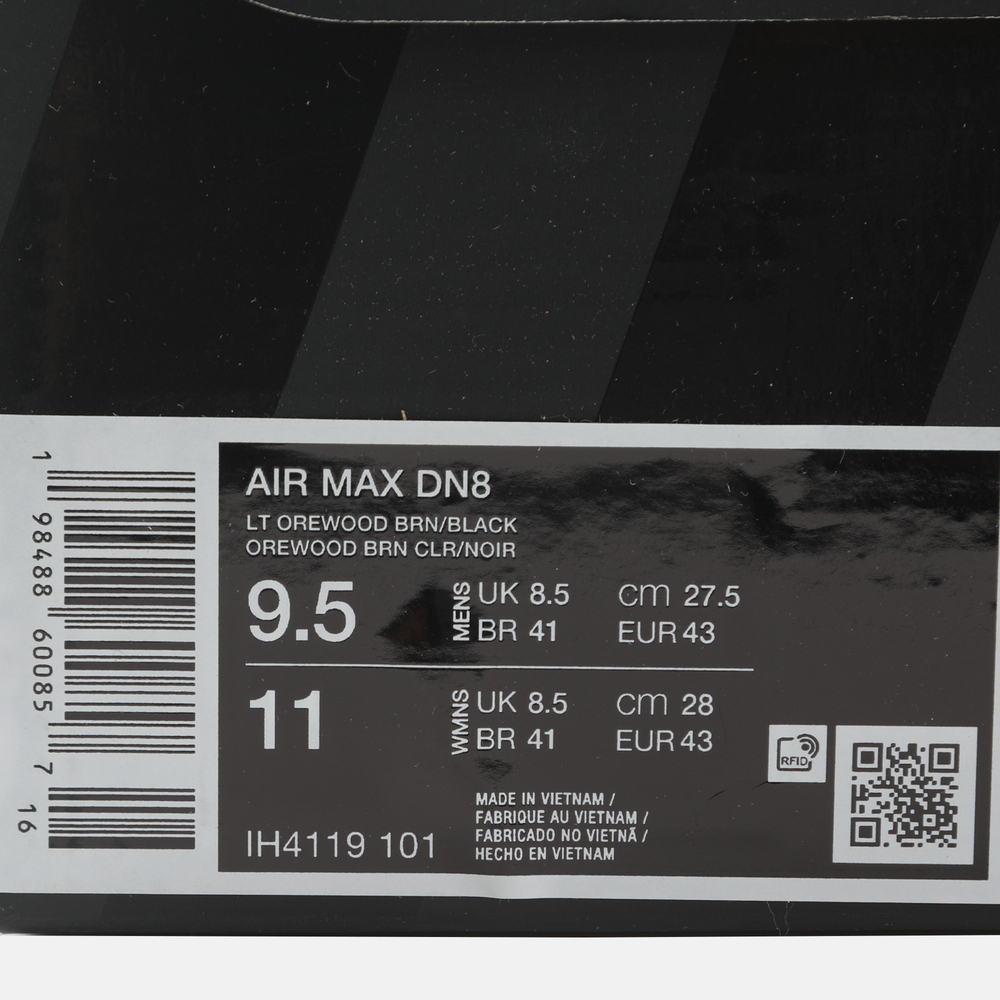 AIR MAX DN8
LT OREWOOD BRN/BLACK
OREWOOD BRN CLR/NOIR
9.5 MENS UK 8.5 cm 27.5
BR 41 EUR 43
11 WMNS UK 8.5 cm 28
BR 41 EUR 43
RFID
MADE IN VIETNAM /
FABRIQUE AU VIETNAM /
FABRICADO NO VIETNÃ /
HECHO EN VIETNAM
IH4119 101
1 98488 60085 7 16